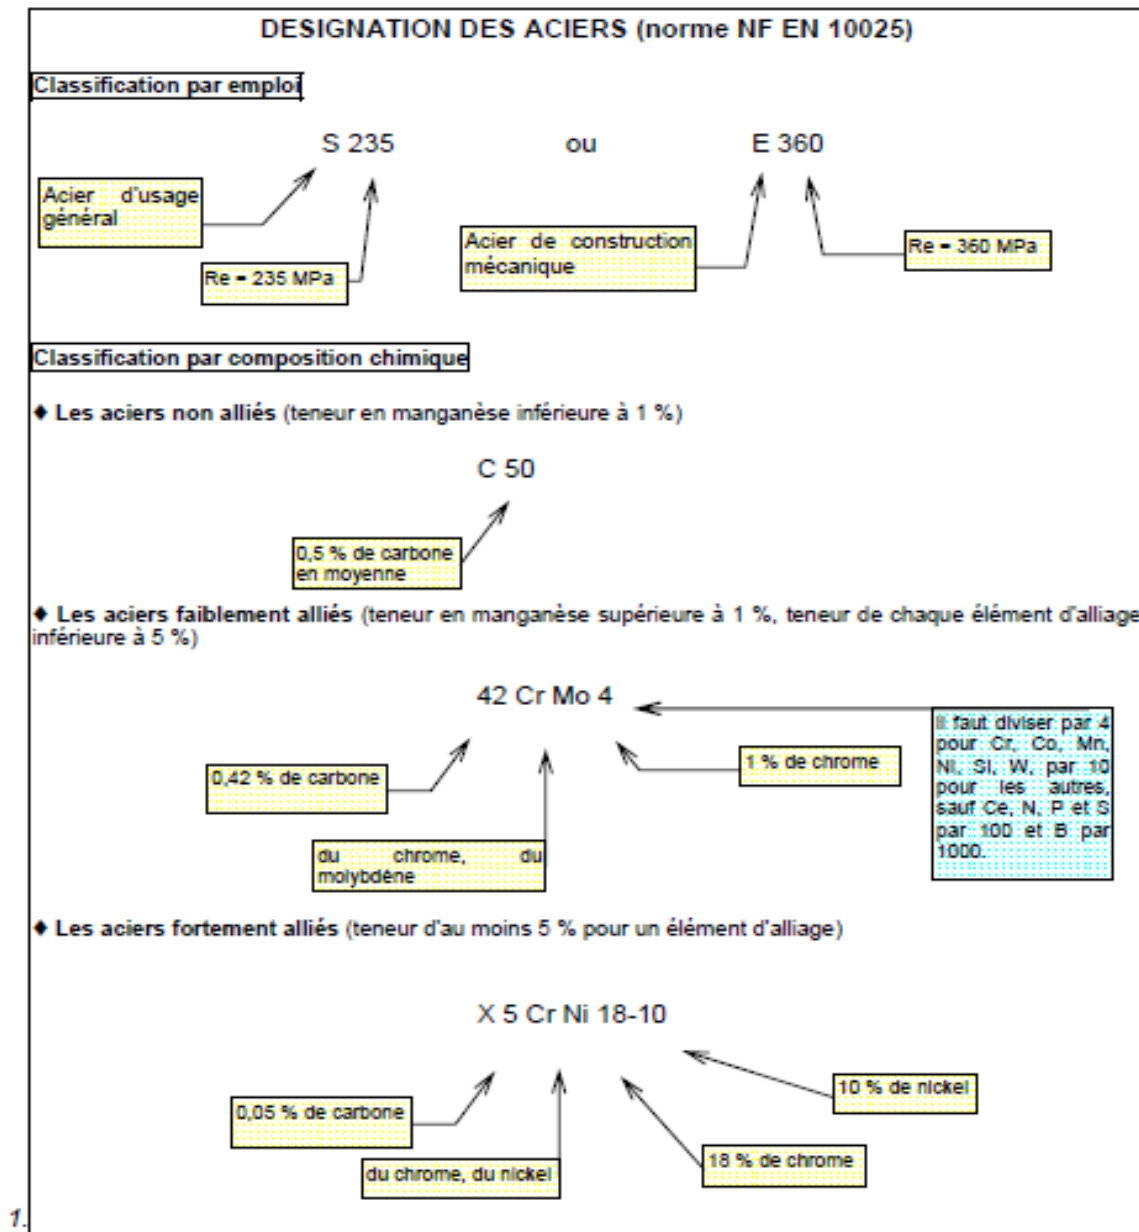 DESIGNATION DES ACIERS (norme NF EN 10025)
Classification par emploi
S 235 ou E 360
Acier d'usage
général
Re = 235 MPa
Acier de construction
mécanique
Re = 360 MPa
Classification par composition chimique
♦ Les aciers non alliés (teneur en manganèse inférieure à 1 %)
C 50
0,5 % de carbone
en moyenne
♦ Les aciers faiblement alliés (teneur en manganèse supérieure à 1 %, teneur de chaque élément d'alliage
inférieure à 5 %)
42 Cr Mo 4
0,42 % de carbone
du chrome, du
molybdène
1 % de chrome
Il faut diviser par 4
pour Cr, Co, Mn,
Ni, Si, W, par 10
pour les autres,
sauf Ce, N, P et S
par 100 et B par
1000.
♦ Les aciers fortement alliés (teneur d'au moins 5 % pour un élément d'alliage)
X 5 Cr Ni 18-10
0,05 % de carbone
du chrome, du nickel
18 % de chrome
10 % de nickel
1.